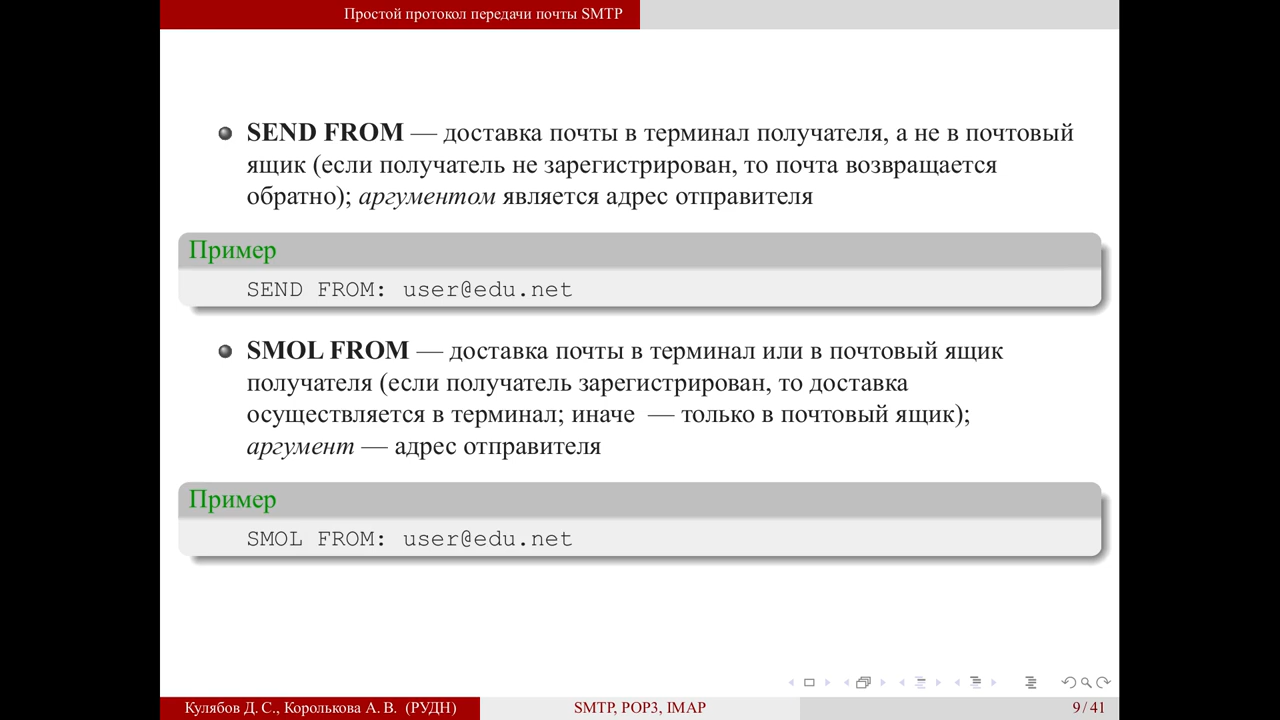 Простой протокол передачи почты SMTP
SEND FROM — доставка почты в терминал получателя, а не в почтовый
ящик (если получатель не зарегистрирован, то почта возвращается
обратно); аргументом является адрес отправителя
Пример
SEND FROM: user@edu.net
SMOL FROM — доставка почты в терминал или в почтовый ящик
получателя (если получатель зарегистрирован, то доставка
осуществляется в терминал; иначе — только в почтовый ящик);
аргумент — адрес отправителя
Пример
SMOL FROM: user@edu.net
Кулябов Д. С., Королькова А. В. (РУДН)
SMTP, POP3, IMAP
9 / 41